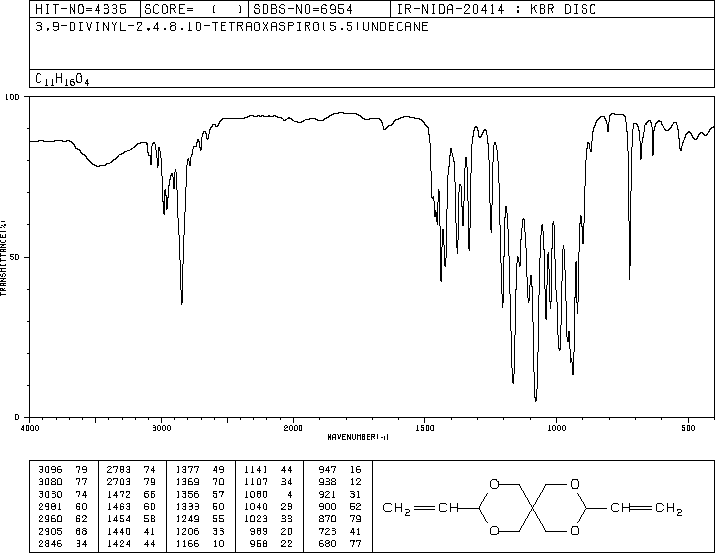 HIT-NO=4335 SCORE= ( ) SDBS-NO=6954 IR-NIDA-20414 : KBR DISC
3,9-DIVINYL-2,4,8,10-TETRAOXASPIRO(5.5)UNDECANE
C11H16O4
100
50
0
TRANSMITTANCE(%)
4000 3000 2000 1500 1000 500
WAVENUMBER(-1)
3096 79 2783 74 1377 49 1141 44 947 16
3080 77 2703 79 1369 70 1107 34 938 12
3030 74 1472 66 1356 57 1080 4 921 31
2981 60 1463 60 1333 50 1040 29 900 52
2960 62 1454 58 1249 55 1023 33 870 79
2905 68 1440 41 1206 33 989 20 723 41
2846 34 1424 44 1166 10 958 22 680 77
O O
CH2 CH CH CH2
O O